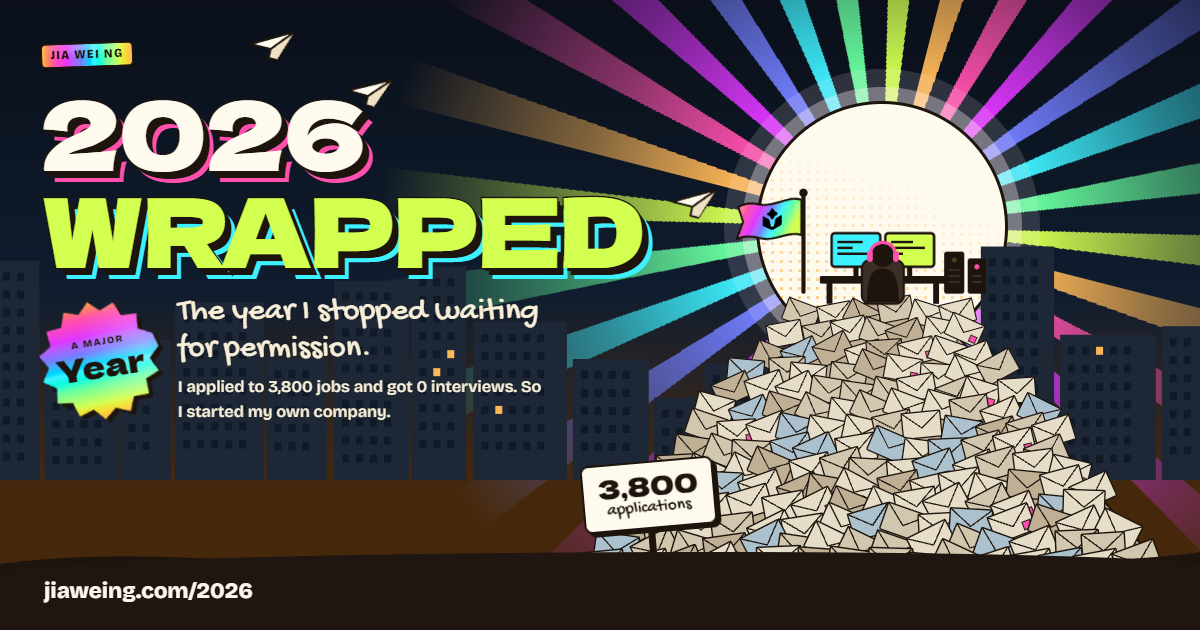 JIA WEI NG
2026
WRAPPED
A MAJOR
Year
The year I stopped waiting
for permission.
I applied to 3,800 jobs and got 0 interviews. So
I started my own company.
3,800
applications
jiaweing.com/2026